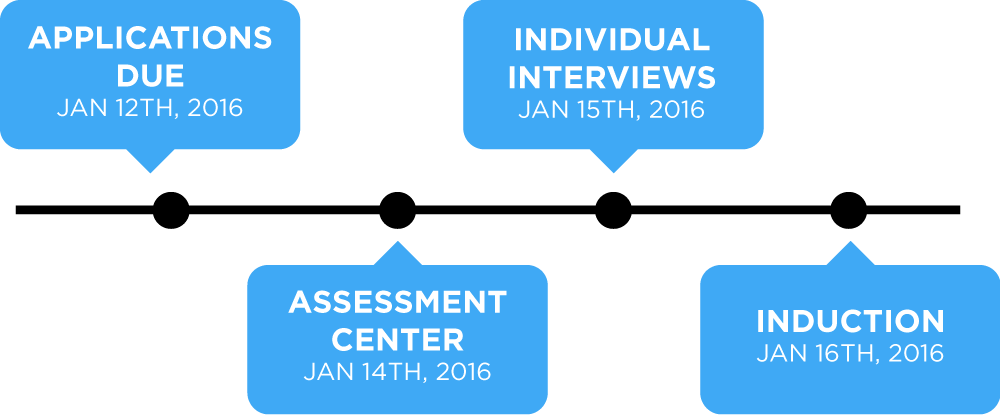 APPLICATIONS
DUE
JAN 12TH, 2016
ASSESSMENT
CENTER
JAN 14TH, 2016
INDIVIDUAL
INTERVIEWS
JAN 15TH, 2016
INDUCTION
JAN 16TH, 2016